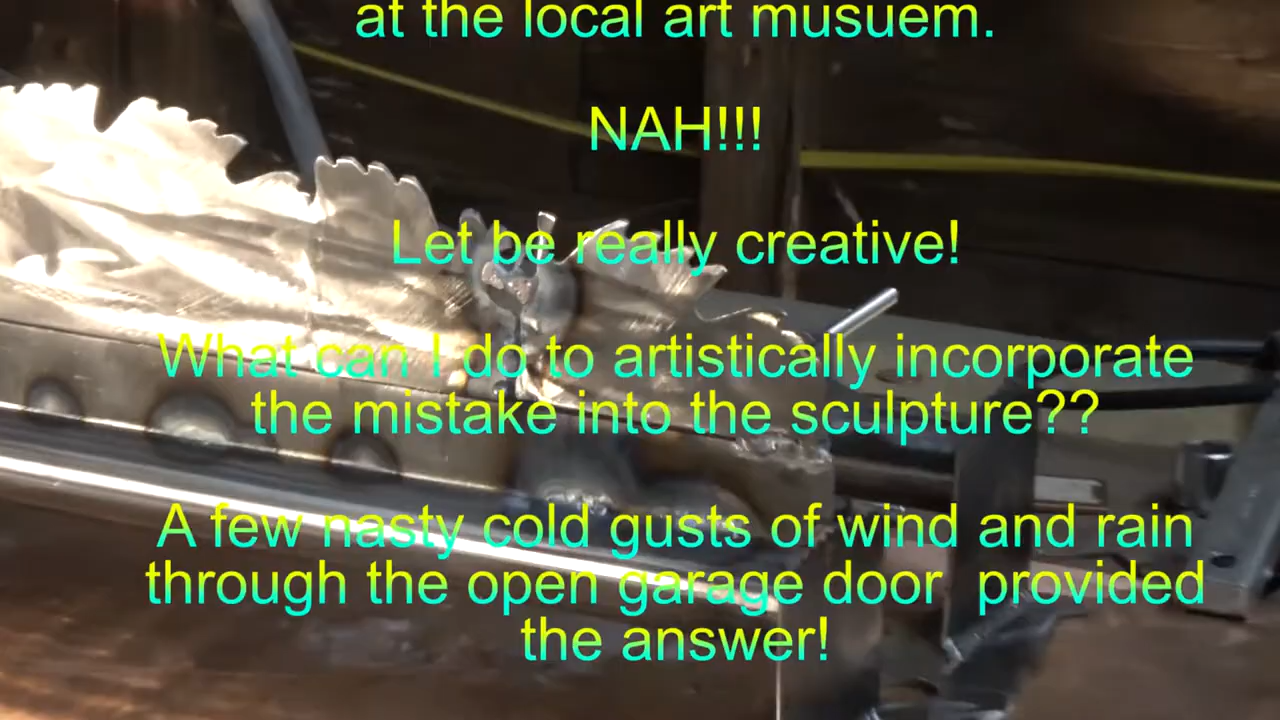 at the local art musuem.
NAH!!!
Let be really creative!
What can I do to artistically incorporate
the mistake into the sculpture??
A few nasty cold gusts of wind and rain
through the open garage door  provided
the answer!